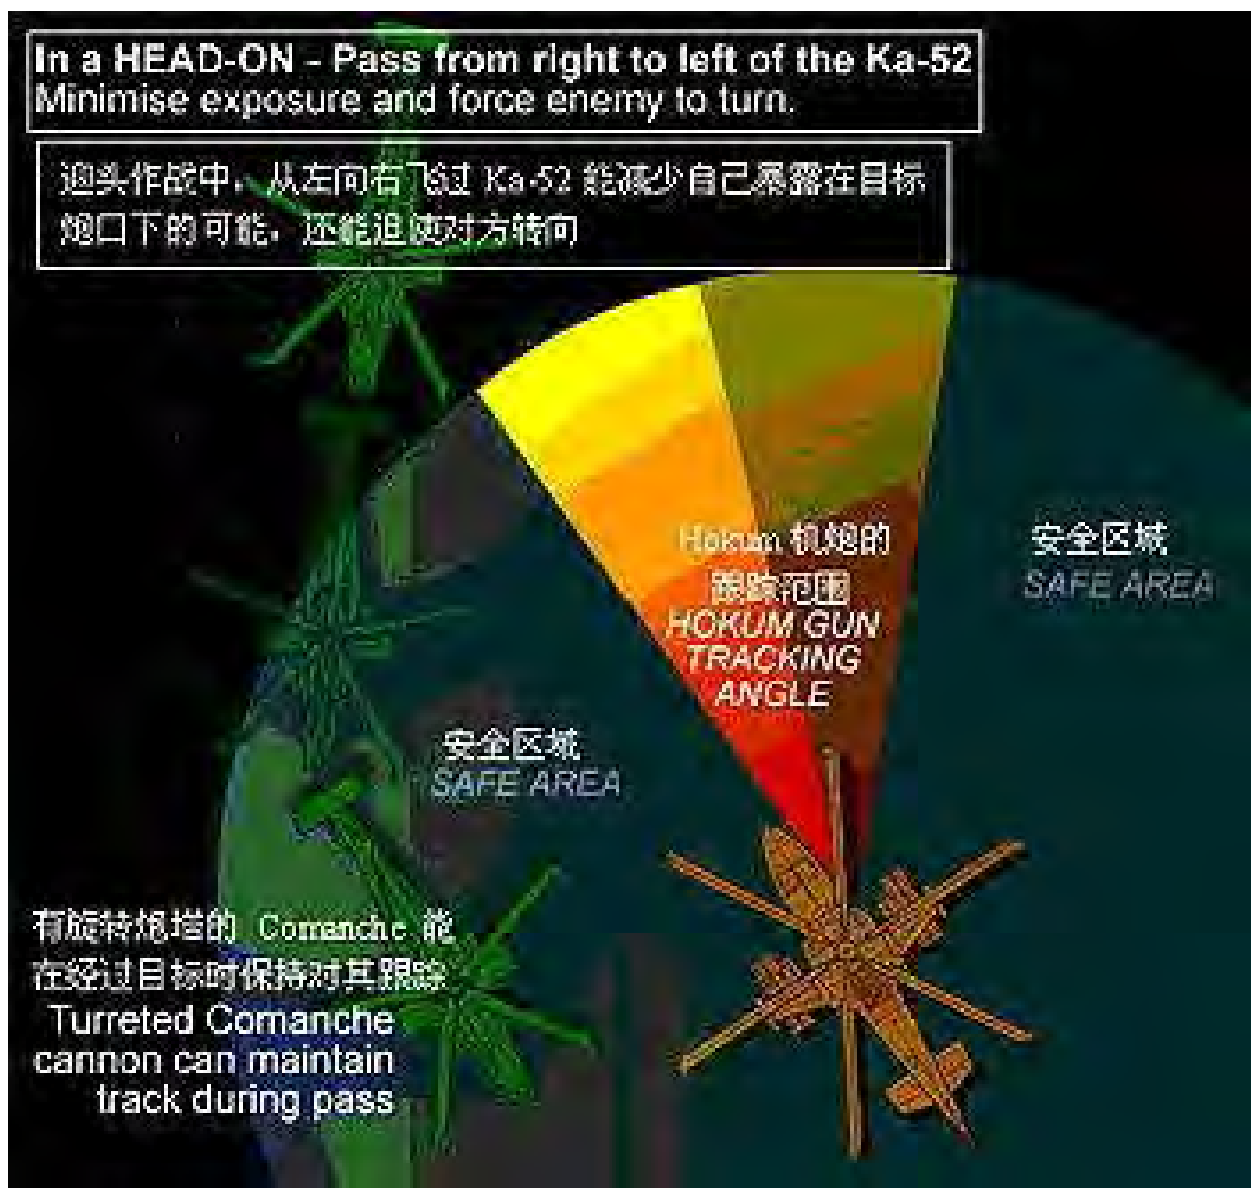 In a HEAD-ON - Pass from right to left of the Ka-52
Minimise exposure and force enemy to turn.
迎头作战中，从左向右飞过 Ka-52 能减少自己暴露在目标
炮口下的可能，还能迫使对方转向
Hokum 机炮的
跟踪范围
HOKUM GUN
TRACKING
ANGLE
安全区域
SAFE AREA
安全区域
SAFE AREA
有旋转炮塔的 Comanche 能
在经过目标时保持对其跟踪
Turreted Comanche
cannon can maintain
track during pass